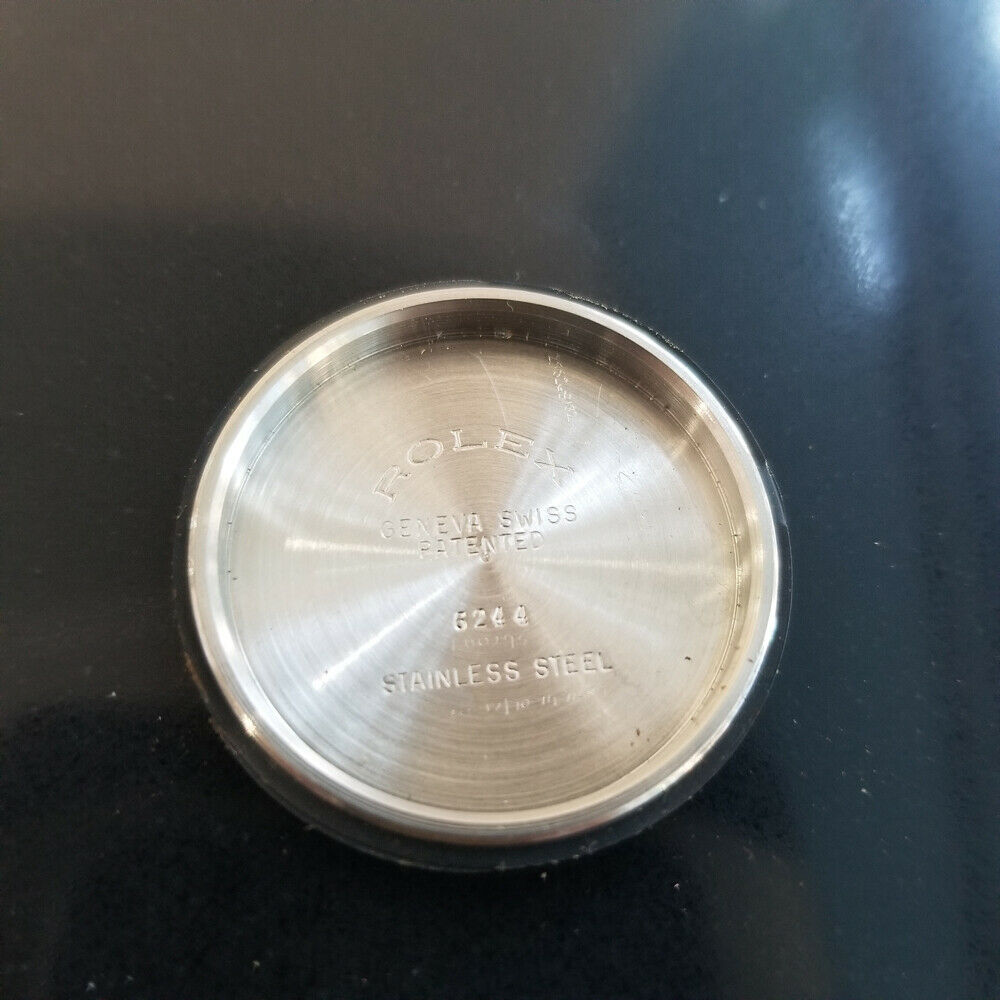 ROLEX
GENEVA SWISS
PATENTED
6244
STAINLESS STEEL